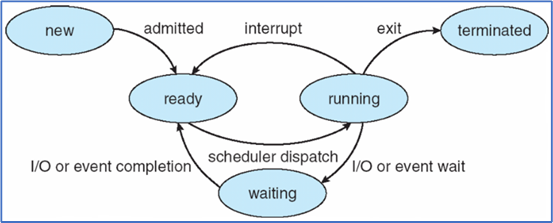 new
admitted
interrupt
exit
terminated
ready
running
I/O or event completion
scheduler dispatch
I/O or event wait
waiting